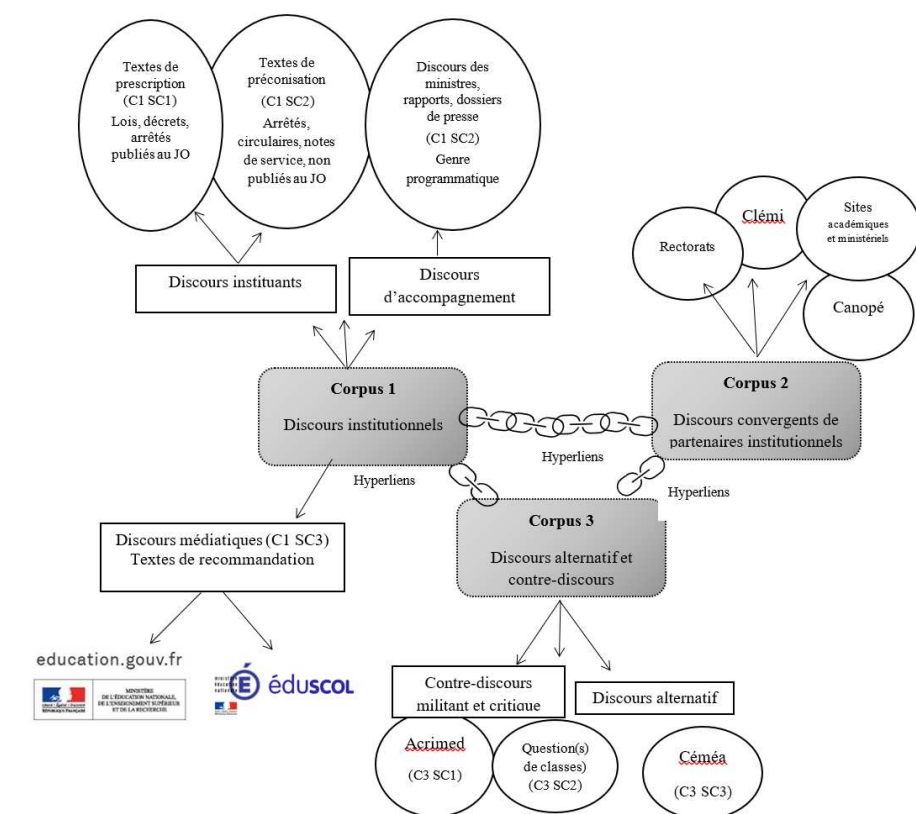 Textes de
prescription
(C1 SC1)
Lois, décrets,
arrêtés
publiés au JO
Textes de
préconisation
(C1 SC2)
Arrêtés,
circulaires, notes
de service, non
publiés au JO
Discours des
ministres,
rapports, dossiers
de presse
(C1 SC2)
Genre
programmatique
Rectorats
Clémi
Sites
académiques
et ministériels
Canopé
Discours instituants
Discours
d'accompagnement
Corpus 1
Discours institutionnels
Corpus 2
Discours convergents de
partenaires institutionnels
Hyperliens
Hyperliens
Hyperliens
Corpus 3
Discours alternatif et
contre-discours
Discours médiatiques (C1 SC3)
Textes de recommandation
education.gouv.fr
RÉPUBLIQUE FRANÇAISE
MINISTÈRE
DE L'ÉDUCATION NATIONALE,
DE L'ENSEIGNEMENT SUPÉRIEUR
ET DE LA RECHERCHE
É
éduSCOL
Contre-discours
militant et critique
Discours alternatif
Acrimed
(C3 SC1)
Question(s)
de classes)
(C3 SC2)
Céméa
(C3 SC3)